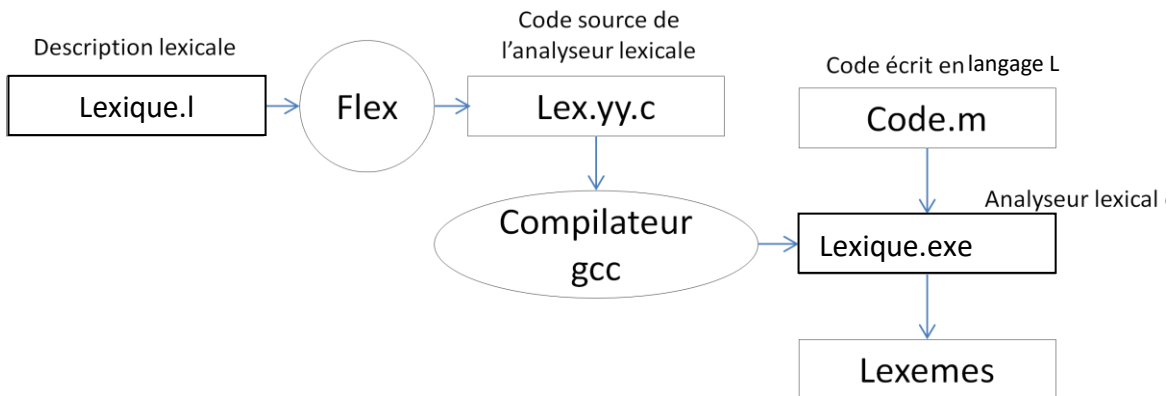 Description lexicale
Lexique.l
Flex
Code source de
l'analyseur lexicale
Lex.yy.c
Code écrit en langage L
Code.m
Compilateur
gcc
Analyseur lexical
Lexique.exe
Lexemes